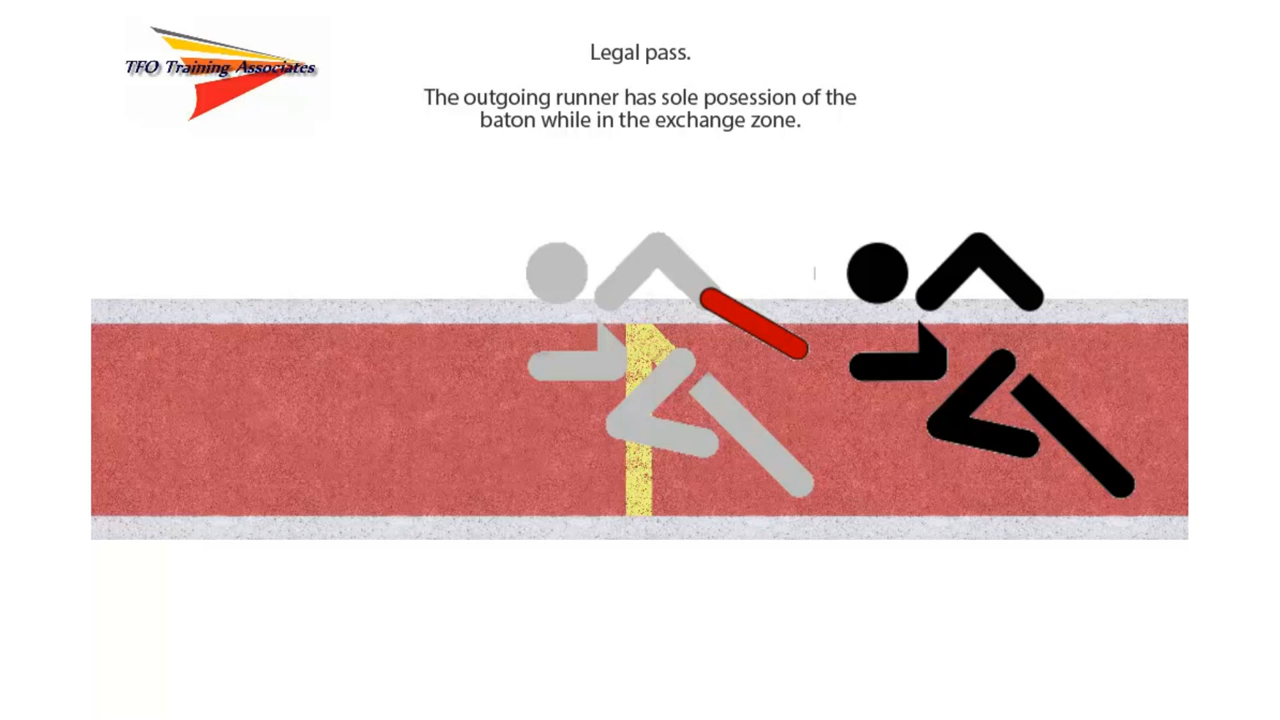 TFO Training Associates
Legal pass.
The outgoing runner has sole posession of the
baton while in the exchange zone.